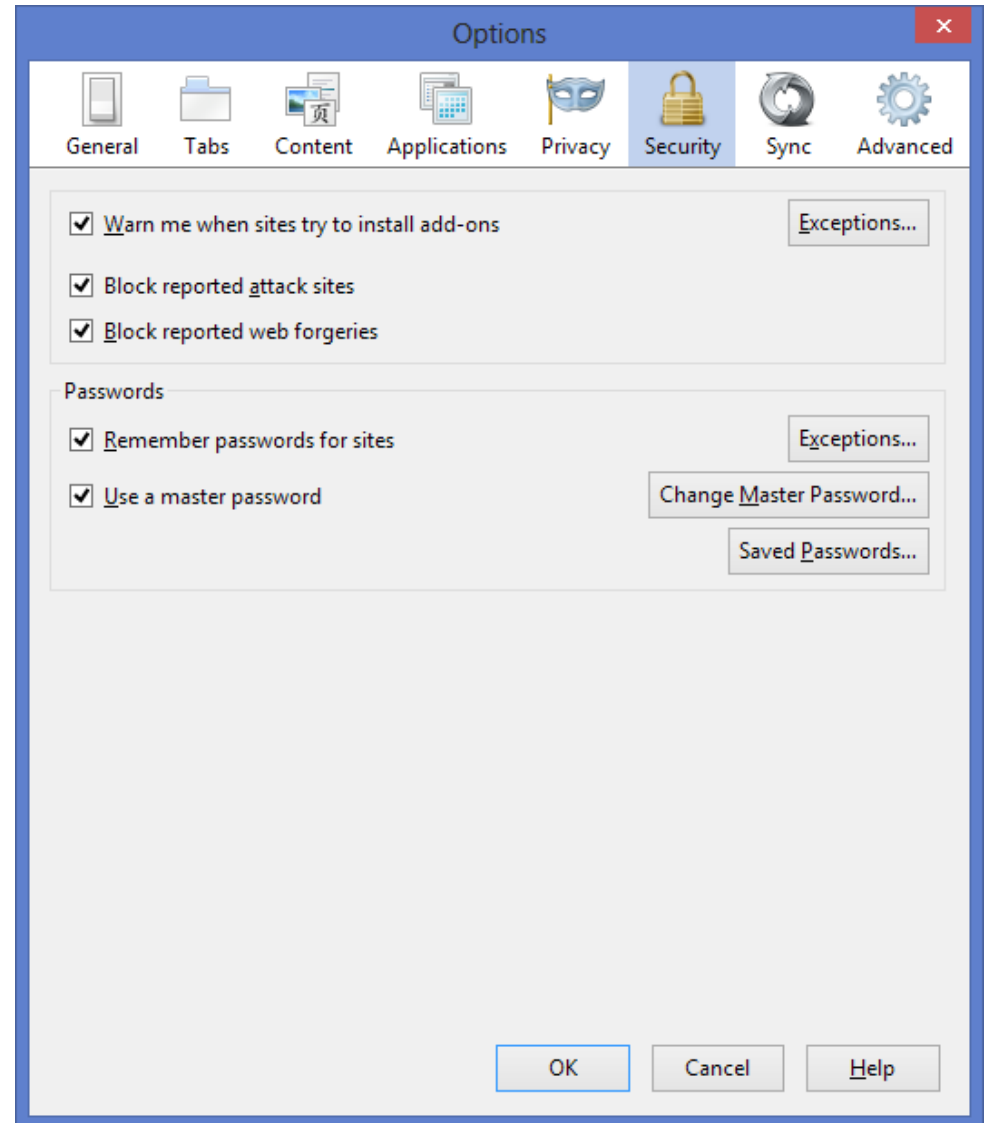 Options
页
General Tabs Content Applications Privacy Security Sync Advanced
Warn me when sites try to install add-ons Exceptions...
Block reported attack sites
Block reported web forgeries
Passwords
Remember passwords for sites Exceptions...
Use a master password Change Master Password...
Saved Passwords...
OK Cancel Help